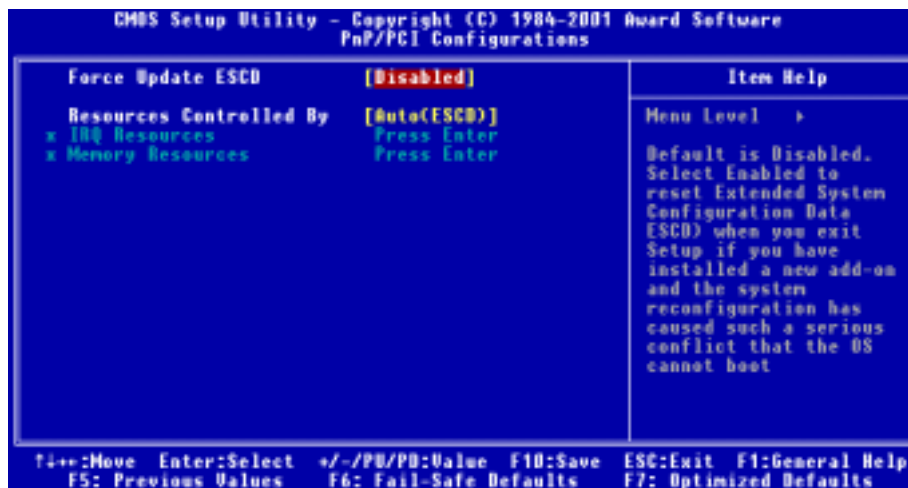 CMOS Setup Utility - Copyright (C) 1984-2001 Award Software
PnP/PCI Configurations
Force Update ESCD [Disabled]
Resources Controlled By [Auto(ESCD)]
x IRQ Resources Press Enter
x Memory Resources Press Enter
Item Help
Menu Level ▸
Default is Disabled.
Select Enabled to
reset Extended System
Configuration Data
ESCD) when you exit
Setup if you have
installed a new add-on
and the system
reconfiguration has
caused such a serious
conflict that the OS
cannot boot
↑↓→←:Move Enter:Select +/-/PU/PD:Value F10:Save ESC:Exit F1:General Help
F5: Previous Values F6: Fail-Safe Defaults F7: Optimized Defaults